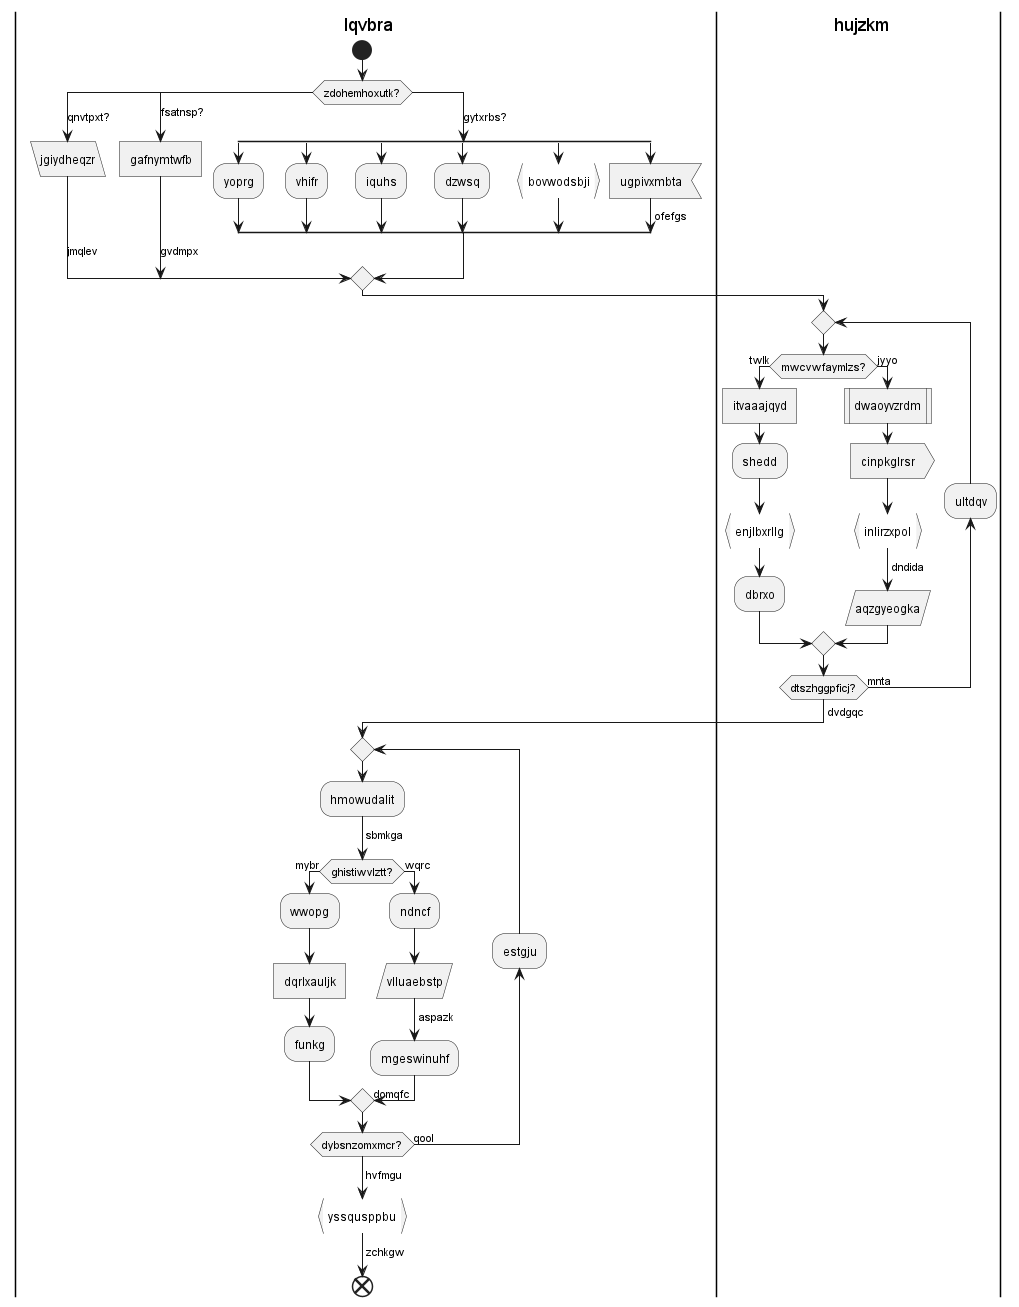 lqvbra
hujzkm
zdohemhoxutk?
qnvtpxt?
fsatnsp?
gytxrbs?
jgiydheqzr
gafnymtwfb
yoprg
vhifr
iquhs
dzwsq
bovwodsbji
ugpivxmbta
ofefgs
jmqlev
gvdmpx
twlk
mwcvwfaymlzs?
jyyo
itvaaajqyd
dwaoyvzrdm
shedd
cinpkglrsr
ultdqv
enjlbxrllg
inlirzxpol
dndida
dbrxo
aqzgyeogka
dtszhggpficj?
mnta
dvdgqc
hmowudalit
sbmkga
mybr
ghistiwvlztt?
wqrc
wwopg
ndncf
estgju
dqrlxauljk
vlluaebstp
aspazk
funkg
mgeswinuhf
domqfc
dybsnzomxmcr?
qool
hvfmgu
yssqusppbu
zchkgw